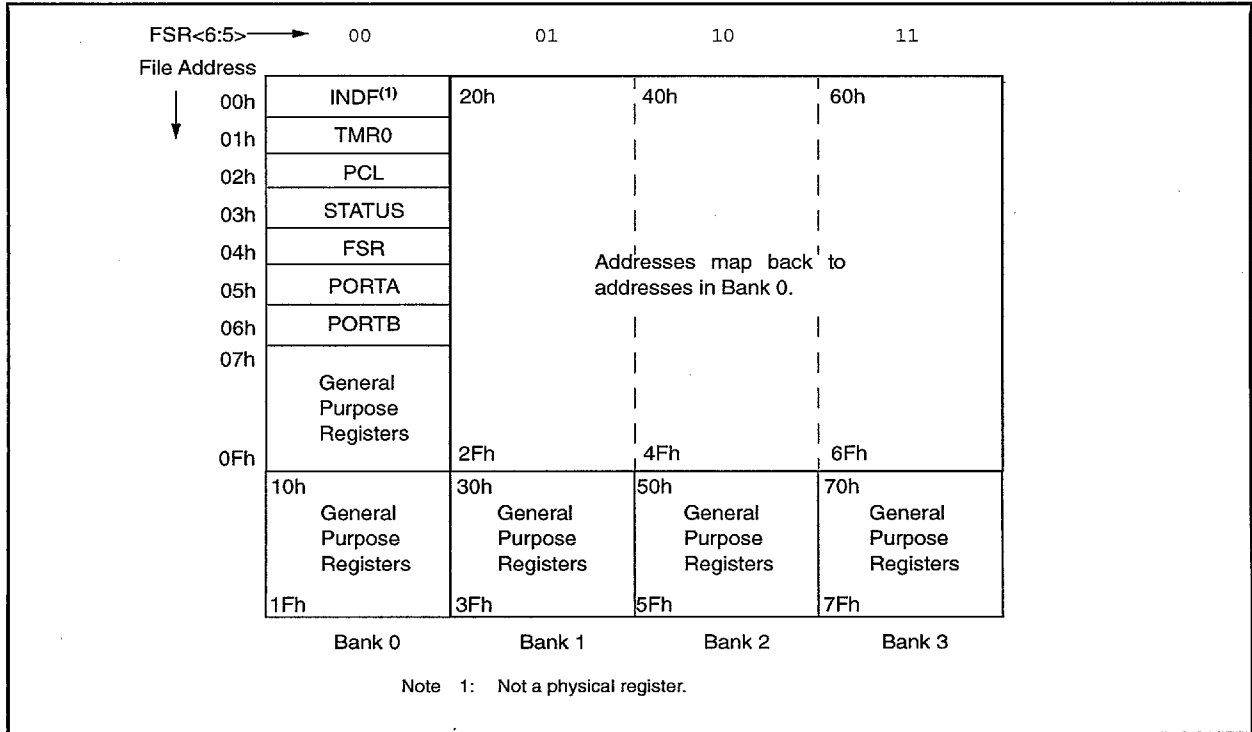 FSR<6:5> 00 01 10 11
File Address
00h INDF(1) 20h 40h 60h
01h TMR0
02h PCL
03h STATUS
04h FSR
Addresses map back to
addresses in Bank 0.
05h PORTA
06h PORTB
07h
General
Purpose
Registers
0Fh 2Fh 4Fh 6Fh
10h 30h 50h 70h
General General General General
Purpose Purpose Purpose Purpose
Registers Registers Registers Registers
1Fh 3Fh 5Fh 7Fh
Bank 0 Bank 1 Bank 2 Bank 3
Note 1: Not a physical register.